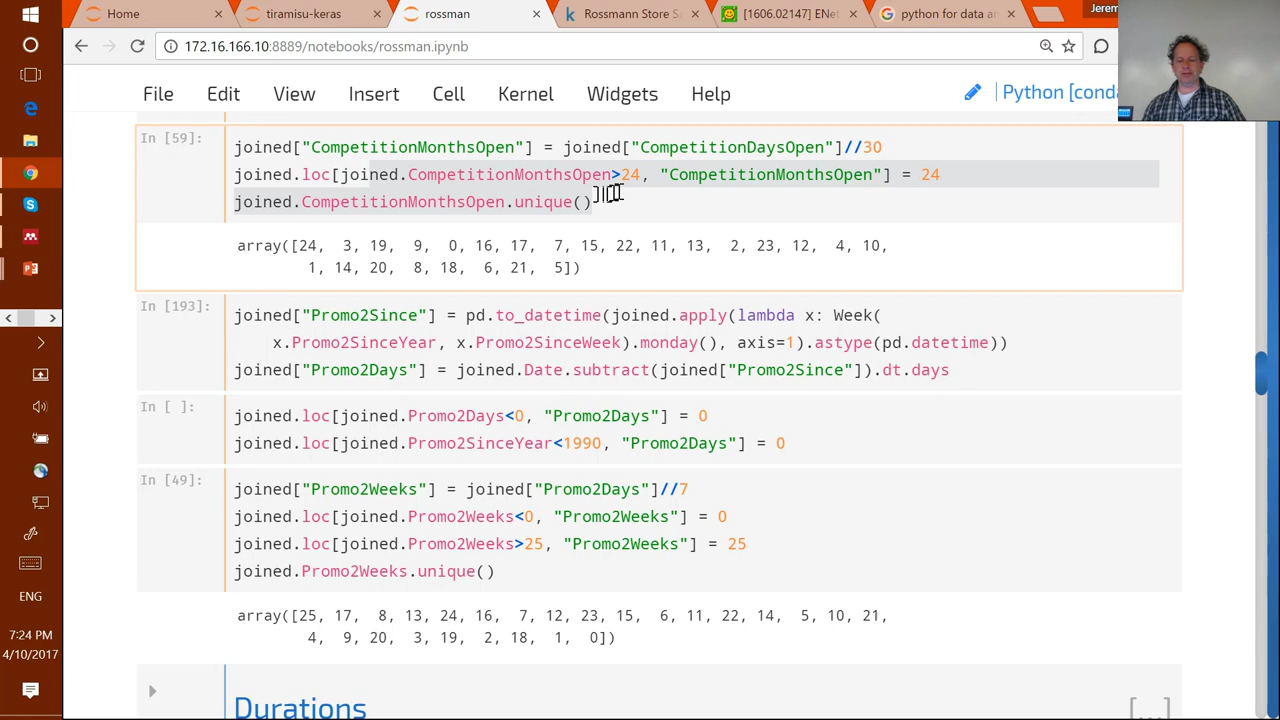 Home
tiramisu-keras
rossman
Rossmann Store S
[1606.02147] ENet
python for data an
Jerem
172.16.166.10:8889/notebooks/rossman.ipynb
File Edit View Insert Cell Kernel Widgets Help
Python [conda
In [59]:
joined["CompetitionMonthsOpen"] = joined["CompetitionDaysOpen"]//30
joined.loc[joined.CompetitionMonthsOpen>24, "CompetitionMonthsOpen"] = 24
joined.CompetitionMonthsOpen.unique()
array([24, 3, 19, 9, 0, 16, 17, 7, 15, 22, 11, 13, 2, 23, 12, 4, 10,
1, 14, 20, 8, 18, 6, 21, 5])
In [193]:
joined["Promo2Since"] = pd.to_datetime(joined.apply(lambda x: Week(
x.Promo2SinceYear, x.Promo2SinceWeek).monday(), axis=1).astype(pd.datetime))
joined["Promo2Days"] = joined.Date.subtract(joined["Promo2Since"]).dt.days
In [ ]:
joined.loc[joined.Promo2Days<0, "Promo2Days"] = 0
joined.loc[joined.Promo2SinceYear<1990, "Promo2Days"] = 0
In [49]:
joined["Promo2Weeks"] = joined["Promo2Days"]//7
joined.loc[joined.Promo2Weeks<0, "Promo2Weeks"] = 0
joined.loc[joined.Promo2Weeks>25, "Promo2Weeks"] = 25
joined.Promo2Weeks.unique()
array([25, 17, 8, 13, 24, 16, 7, 12, 23, 15, 6, 11, 22, 14, 5, 10, 21,
4, 9, 20, 3, 19, 2, 18, 1, 0])
Durations
[...]
ENG
7:24 PM
4/10/2017